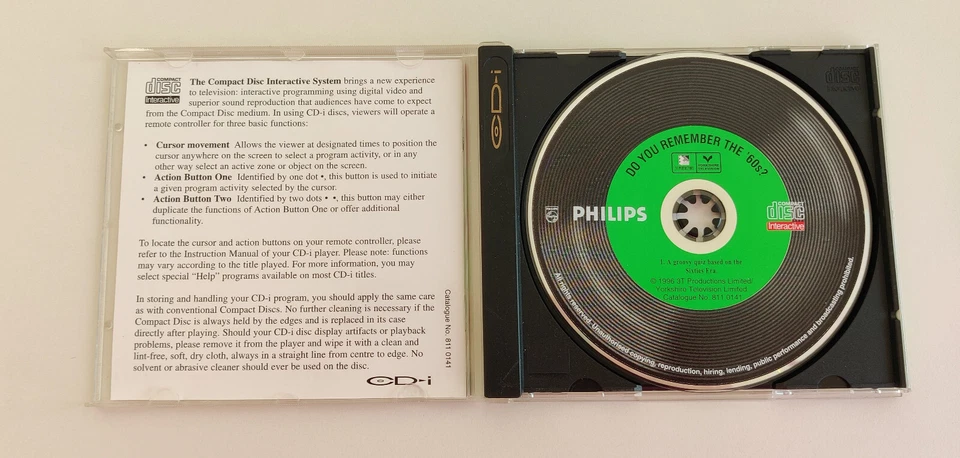 COMPACT
disc
Interactive
The Compact Disc Interactive System brings a new experience
to television: interactive programming using digital video and
superior sound reproduction that audiences have come to expect
from the Compact Disc medium. In using CD-i discs, viewers will operate a
remote controller for three basic functions:
• Cursor movement Allows the viewer at designated times to position the
cursor anywhere on the screen to select a program activity, or in any
other way select an active zone or object on the screen.
• Action Button One Identified by one dot •, this button is used to initiate
a given program activity selected by the cursor.
• Action Button Two Identified by two dots • •, this button may either
duplicate the functions of Action Button One or offer additional
functionality.
To locate the cursor and action buttons on your remote controller, please
refer to the Instruction Manual of your CD-i player. Please note: functions
may vary according to the title played. For more information, you may
select special “Help” programs available on most CD-i titles.
In storing and handling your CD-i program, you should apply the same care
as with conventional Compact Discs. No further cleaning is necessary if the
Compact Disc is always held by the edges and is replaced in its case
directly after playing. Should your CD-i disc display artifacts or playback
problems, please remove it from the player and wipe it with a clean and
lint-free, soft, dry cloth, always in a straight line from centre to edge. No
solvent or abrasive cleaner should ever be used on the disc.
Catalogue No. 811 0141
CD-i
CD-i
DO YOU REMEMBER THE '60s?
PHILIPS
COMPACT
disc
Interactive
1. A groovy quiz based on the
Sixties Era.
© 1996 3T Productions Limited/
Yorkshire Television Limited
Catalogue No. 811 0141
All rights reserved. Unauthorised copying, reproduction, hiring, lending, public performance and broadcasting prohibited.
disc